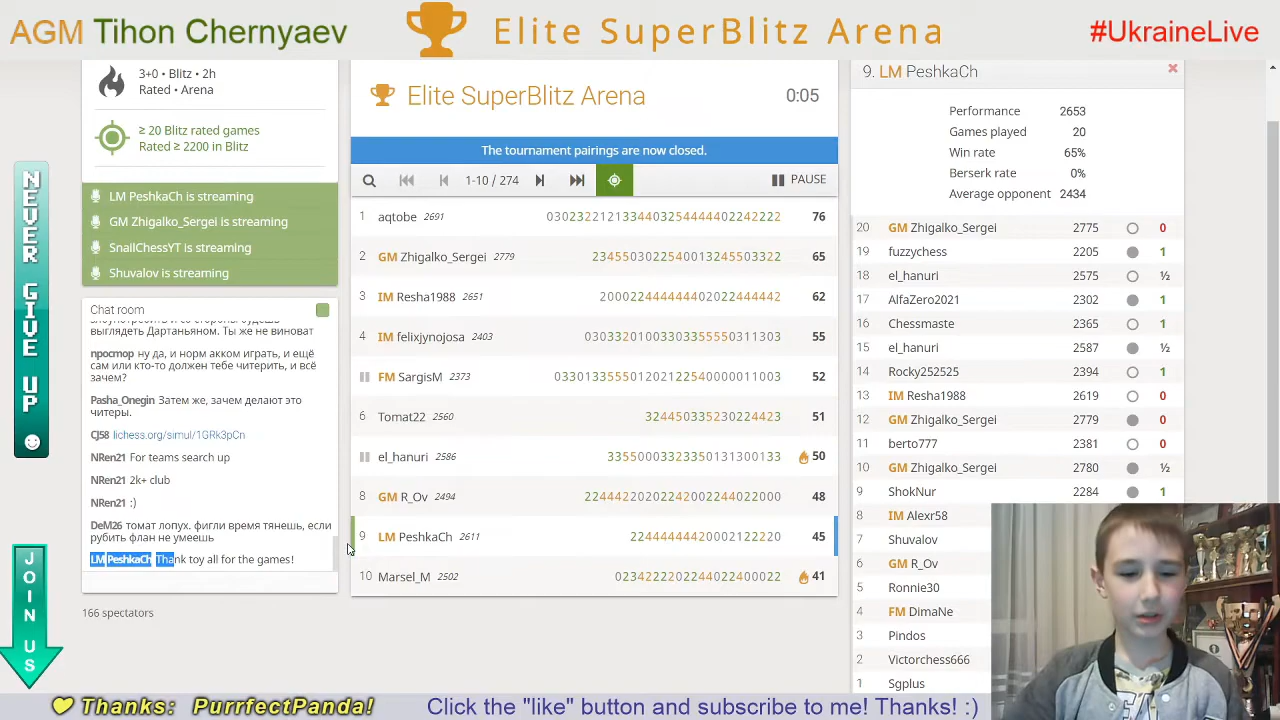 AGM Tihon Chernyaev
Elite SuperBlitz Arena
#UkraineLive
NEVER GIVE UP
JOIN US
3+0 • Blitz • 2h
Rated • Arena
≥ 20 Blitz rated games
Rated ≥ 2200 in Blitz
LM PeshkaCh is streaming
GM Zhigalko_Sergei is streaming
SnailChessYT is streaming
Shuvalov is streaming
Chat room
выглядеть Дартаньяном. Ты же не виноват
простор ну да, и норм акком играть, и ещё
сам или кто-то должен тебе читерить, и всё
зачем?
Pasha_Onegin Затем же, зачем делают это
читеры.
CJ58 lichess.org/simul/1GRk3pCn
NRen21 For teams search up
NRen21 2k+ club
NRen21 :)
DeM26 томат лопух. фигли время тянешь, если
рубить флан не умеешь
LM PeshkaCh Thank toy all for the games!
166 spectators
Elite SuperBlitz Arena 0:05
The tournament pairings are now closed.
1-10 / 274 PAUSE
1 aqtobe 2691 0302322121334403254444402242222 76
2 GM Zhigalko_Sergei 2779 2345503022540013245503322 65
3 IM Resha1988 2651 200022444444402022444444 62
4 IM felixjynojosa 2403 03033201003303355550311303 55
FM SargisM 2373 033013355501202122540000011003 52
6 Tomat22 2560 324450335230224423 51
el_hanuri 2586 3355000332335013130033 50
8 GM R_Ov 2494 2244420202242002244022000 48
9 LM PeshkaCh 2611 22444444420002122220 45
10 Marsel_M 2502 02342222022440224000022 41
9. LM PeshkaCh
Performance 2653
Games played 20
Win rate 65%
Berserk rate 0%
Average opponent 2434
20 GM Zhigalko_Sergei 2775 0
19 fuzzychess 2205 1
18 el_hanuri 2575 ½
17 AlfaZero2021 2302 1
16 Chessmaste 2365 1
15 el_hanuri 2587 ½
14 Rocky252525 2394 1
13 IM Resha1988 2619 0
12 GM Zhigalko_Sergei 2779 0
11 berto777 2381 0
10 GM Zhigalko_Sergei 2780 ½
9 ShokNur 2284 1
8 IM Alexr58
7 Shuvalov
6 GM R_Ov
5 Ronnie30
4 FM DimaNe
3 Pindos
2 Victorchess666
1 Sgplus
Thanks: PurrfectPanda!
Click the "like" button and subscribe to me! Thanks! :)